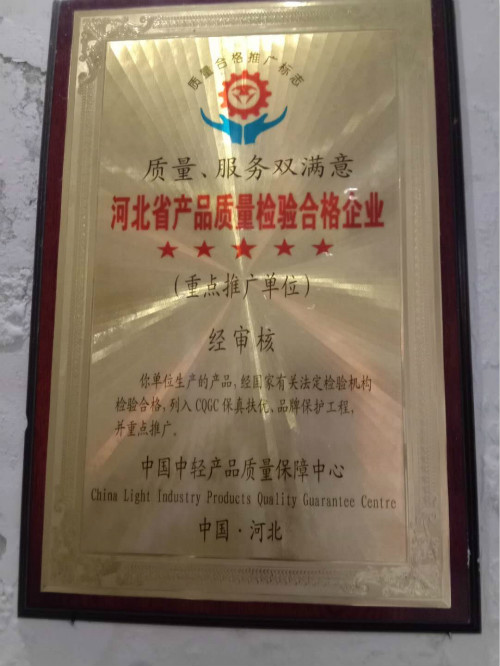 质量合格推广标志
质量、服务双满意
河北省产品质量检验合格企业
★★★★★
(重点推广单位)
经审核
你单位生产的产品,经国家有关法定检验机构
检验合格,列入CQGC保真扶优、品牌保护工程,
并重点推广。
中国中轻产品质量保障中心
China Light Industry Products Quality Guarantee Centre
中国·河北